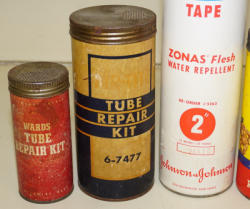 WARDS
TUBE
REPAIR KIT
TUBE
REPAIR
KIT
6-7477
TAPE
ZONAS Flesh
WATER REPELLENT
2"
Johnson & Johnson